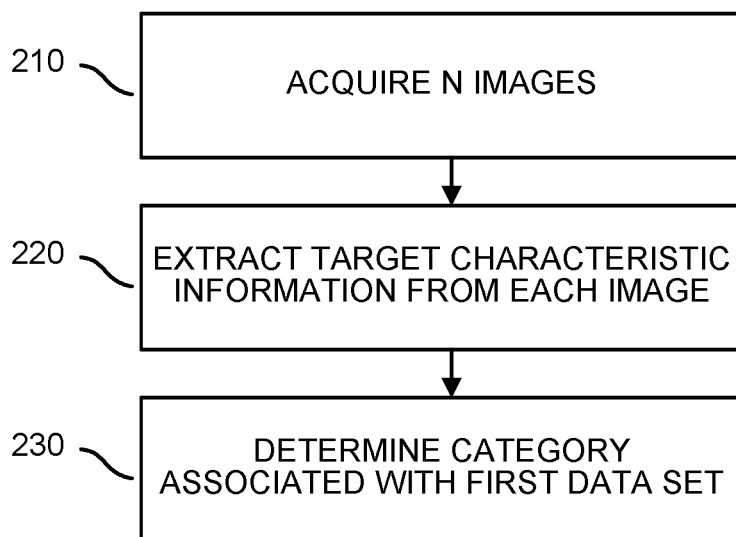 210
ACQUIRE N IMAGES
220
EXTRACT TARGET CHARACTERISTIC
INFORMATION FROM EACH IMAGE
230
DETERMINE CATEGORY
ASSOCIATED WITH FIRST DATA SET